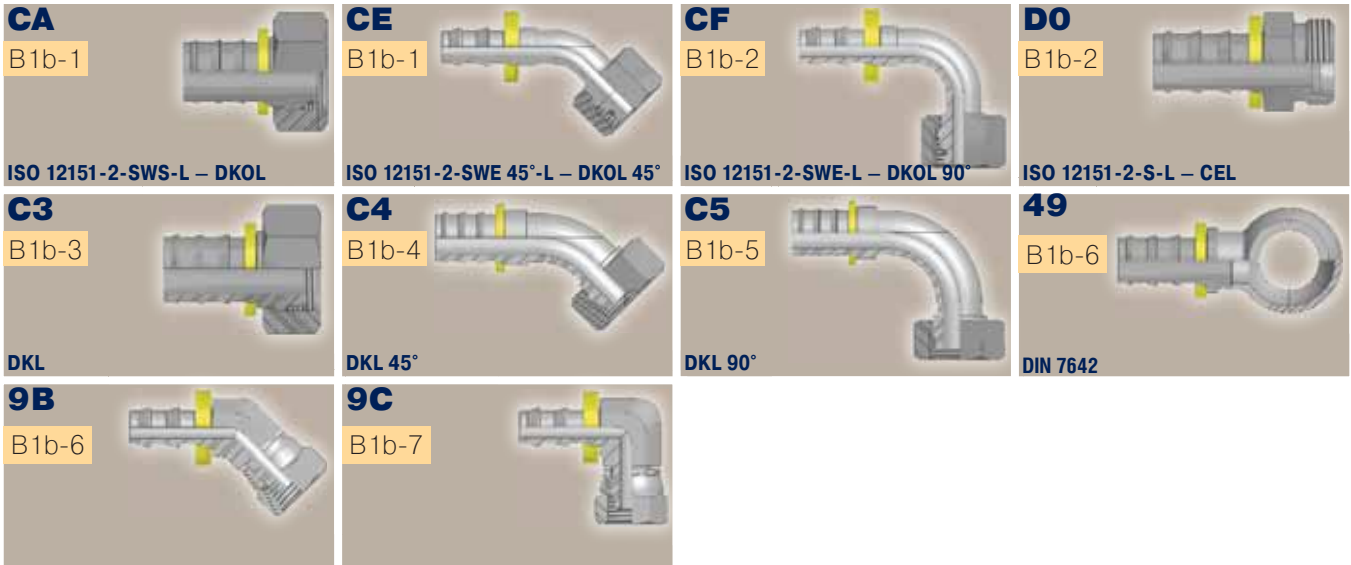 CA
B1b-1
ISO 12151-2-SWS-L – DKOL
CE
B1b-1
ISO 12151-2-SWE 45°-L – DKOL 45°
CF
B1b-2
ISO 12151-2-SWE-L – DKOL 90°
D0
B1b-2
ISO 12151-2-S-L – CEL
C3
B1b-3
DKL
C4
B1b-4
DKL 45°
C5
B1b-5
DKL 90°
49
B1b-6
DIN 7642
9B
B1b-6
9C
B1b-7